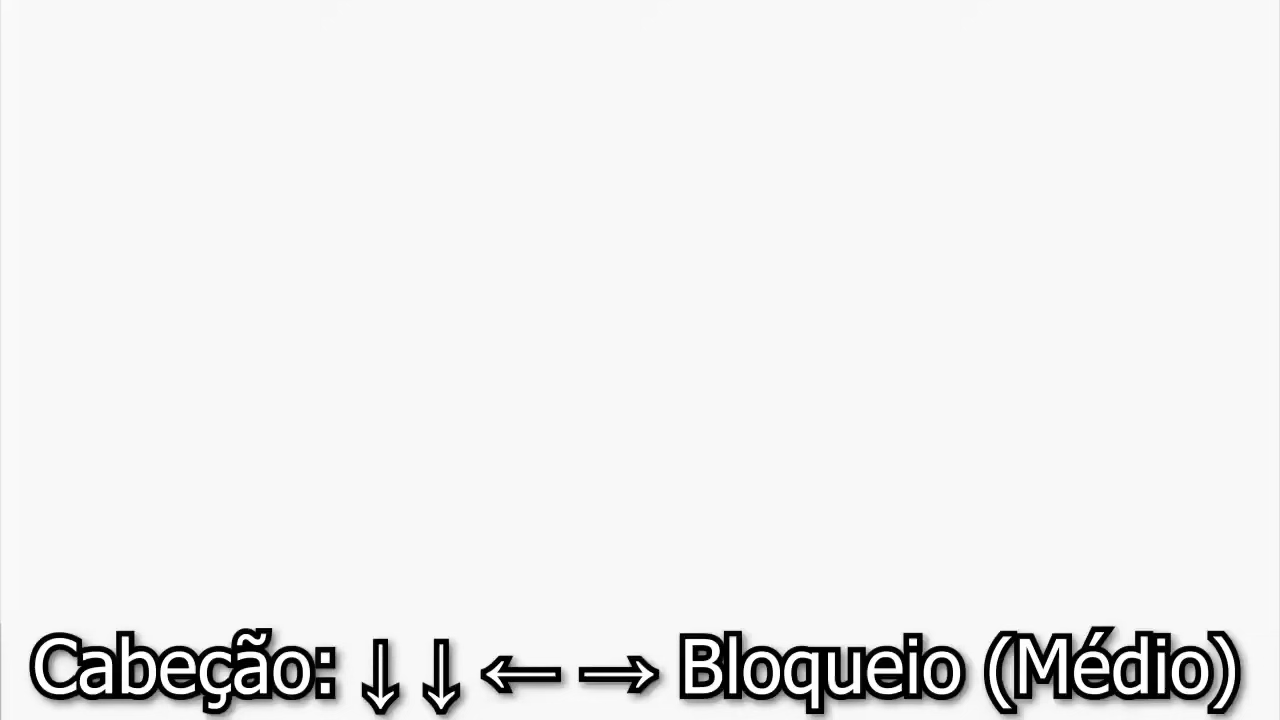 Cabeção: ↓ ↓ ← → Bloqueio (Médio)